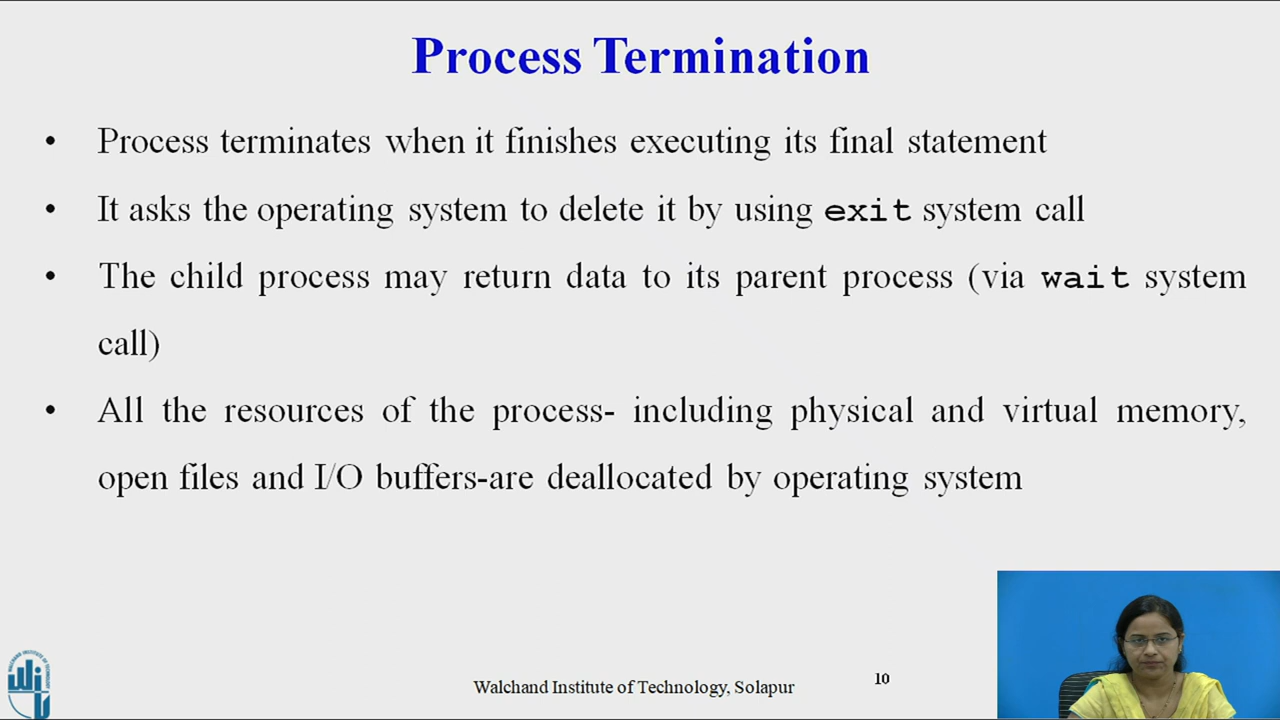 Process Termination
• Process terminates when it finishes executing its final statement
• It asks the operating system to delete it by using exit system call
• The child process may return data to its parent process (via wait system
call)
• All the resources of the process- including physical and virtual memory,
open files and I/O buffers-are deallocated by operating system
Walchand Institute of Technology, Solapur
10